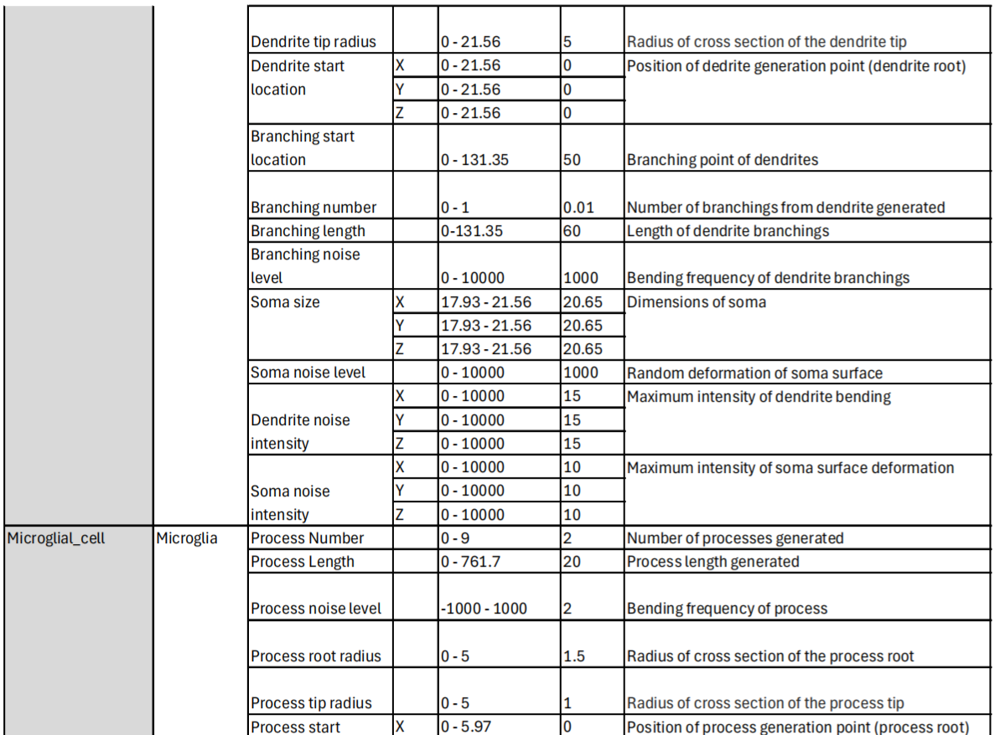 Dendrite tip radius 0 - 21.56 5 Radius of cross section of the dendrite tip
Dendrite start X 0 - 21.56 0 Position of dedrite generation point (dendrite root)
location Y 0 - 21.56 0
Z 0 - 21.56 0
Branching start
location 0 - 131.35 50 Branching point of dendrites
Branching number 0 - 1 0.01 Number of branchings from dendrite generated
Branching length 0-131.35 60 Length of dendrite branchings
Branching noise
level 0 - 10000 1000 Bending frequency of dendrite branchings
Soma size X 17.93 - 21.56 20.65 Dimensions of soma
Y 17.93 - 21.56 20.65
Z 17.93 - 21.56 20.65
Soma noise level 0 - 10000 1000 Random deformation of soma surface
X 0 - 10000 15 Maximum intensity of dendrite bending
Dendrite noise Y 0 - 10000 15
intensity Z 0 - 10000 15
X 0 - 10000 10 Maximum intensity of soma surface deformation
Soma noise Y 0 - 10000 10
intensity Z 0 - 10000 10
Microglial_cell Microglia Process Number 0 - 9 2 Number of processes generated
Process Length 0 - 761.7 20 Process length generated
Process noise level -1000 - 1000 2 Bending frequency of process
Process root radius 0 - 5 1.5 Radius of cross section of the process root
Process tip radius 0 - 5 1 Radius of cross section of the process tip
Process start X 0 - 5.97 0 Position of process generation point (process root)